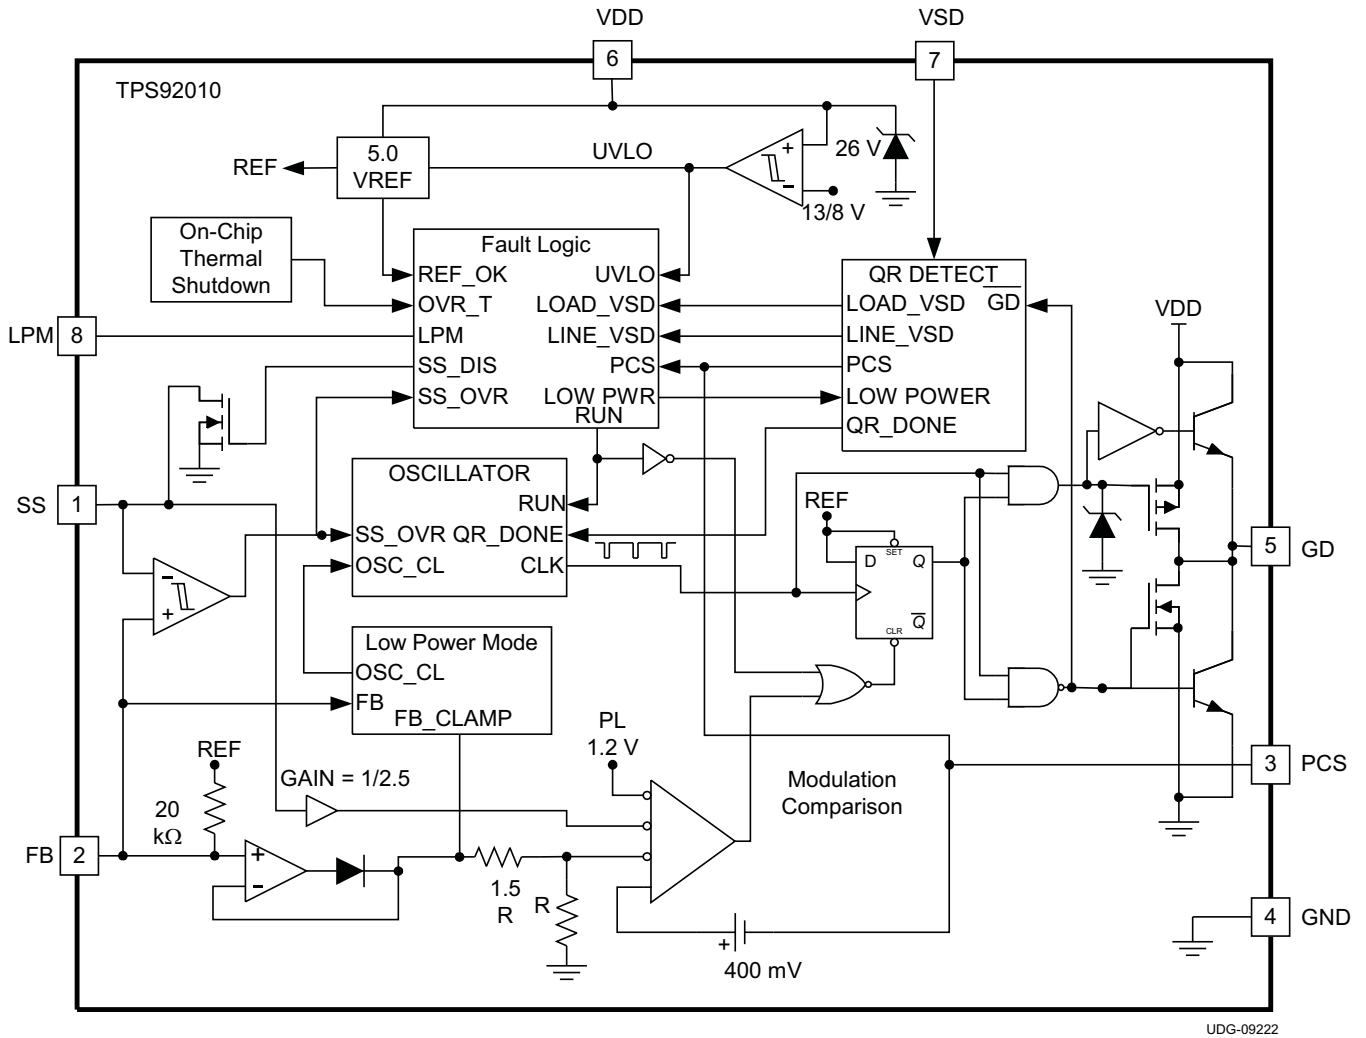 VDD
VSD
6
7
TPS92010
5.0
VREF
REF
UVLO
+
-
26 V
13/8 V
On-Chip
Thermal
Shutdown
Fault Logic
REF_OK
UVLO
OVR_T
LOAD_VSD
LPM
LINE_VSD
SS_DIS
PCS
SS_OVR
LOW PWR
RUN
QR DETECT
LOAD_VSD
GD
LINE_VSD
PCS
LOW POWER
QR_DONE
VDD
LPM
8
SS
1
OSCILLATOR
RUN
SS_OVR
QR_DONE
OSC_CL
CLK
REF
SET
D
Q
Q
CLR
5
GD
-
+
Low Power Mode
OSC_CL
FB
FB_CLAMP
PL
1.2 V
REF
GAIN = 1/2.5
20
kΩ
Modulation
Comparison
3
PCS
FB
2
+
-
1.5
R
R
+
400 mV
4
GND
UDG-09222